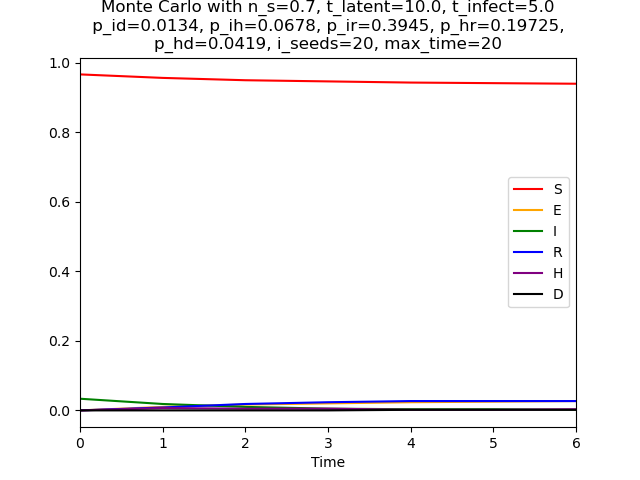 Monte Carlo with n_s=0.7, t_latent=10.0, t_infect=5.0
p_id=0.0134, p_ih=0.0678, p_ir=0.3945, p_hr=0.19725,
p_hd=0.0419, i_seeds=20, max_time=20
1.0
0.8
0.6
0.4
0.2
0.0
S
E
I
R
H
D
0 1 2 3 4 5 6
Time